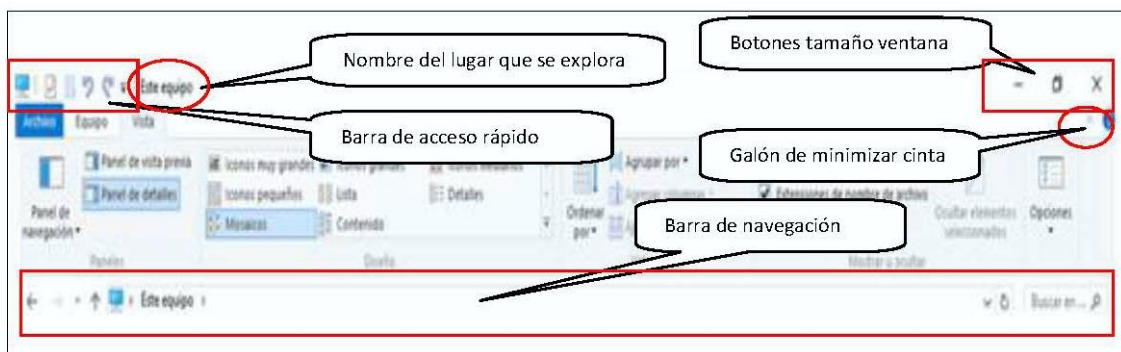 Nombre del lugar que se explora
Botones tamaño ventana
Este equipo
Archivo Equipo Vista
Barra de acceso rápido
Galón de minimizar cinta
Panel de vista previa
Panel de detalles
Panel de navegación
Iconos muy grandes
Iconos pequeños Lista Detalles
Mosaicos Contenido
Ordenar por
Agrupar por
Extensiones de nombre de archivo
Ocultar elementos seleccionados
Opciones
Barra de navegación
Paneles
Mostrar u ocultar
Este equipo
Buscar en...